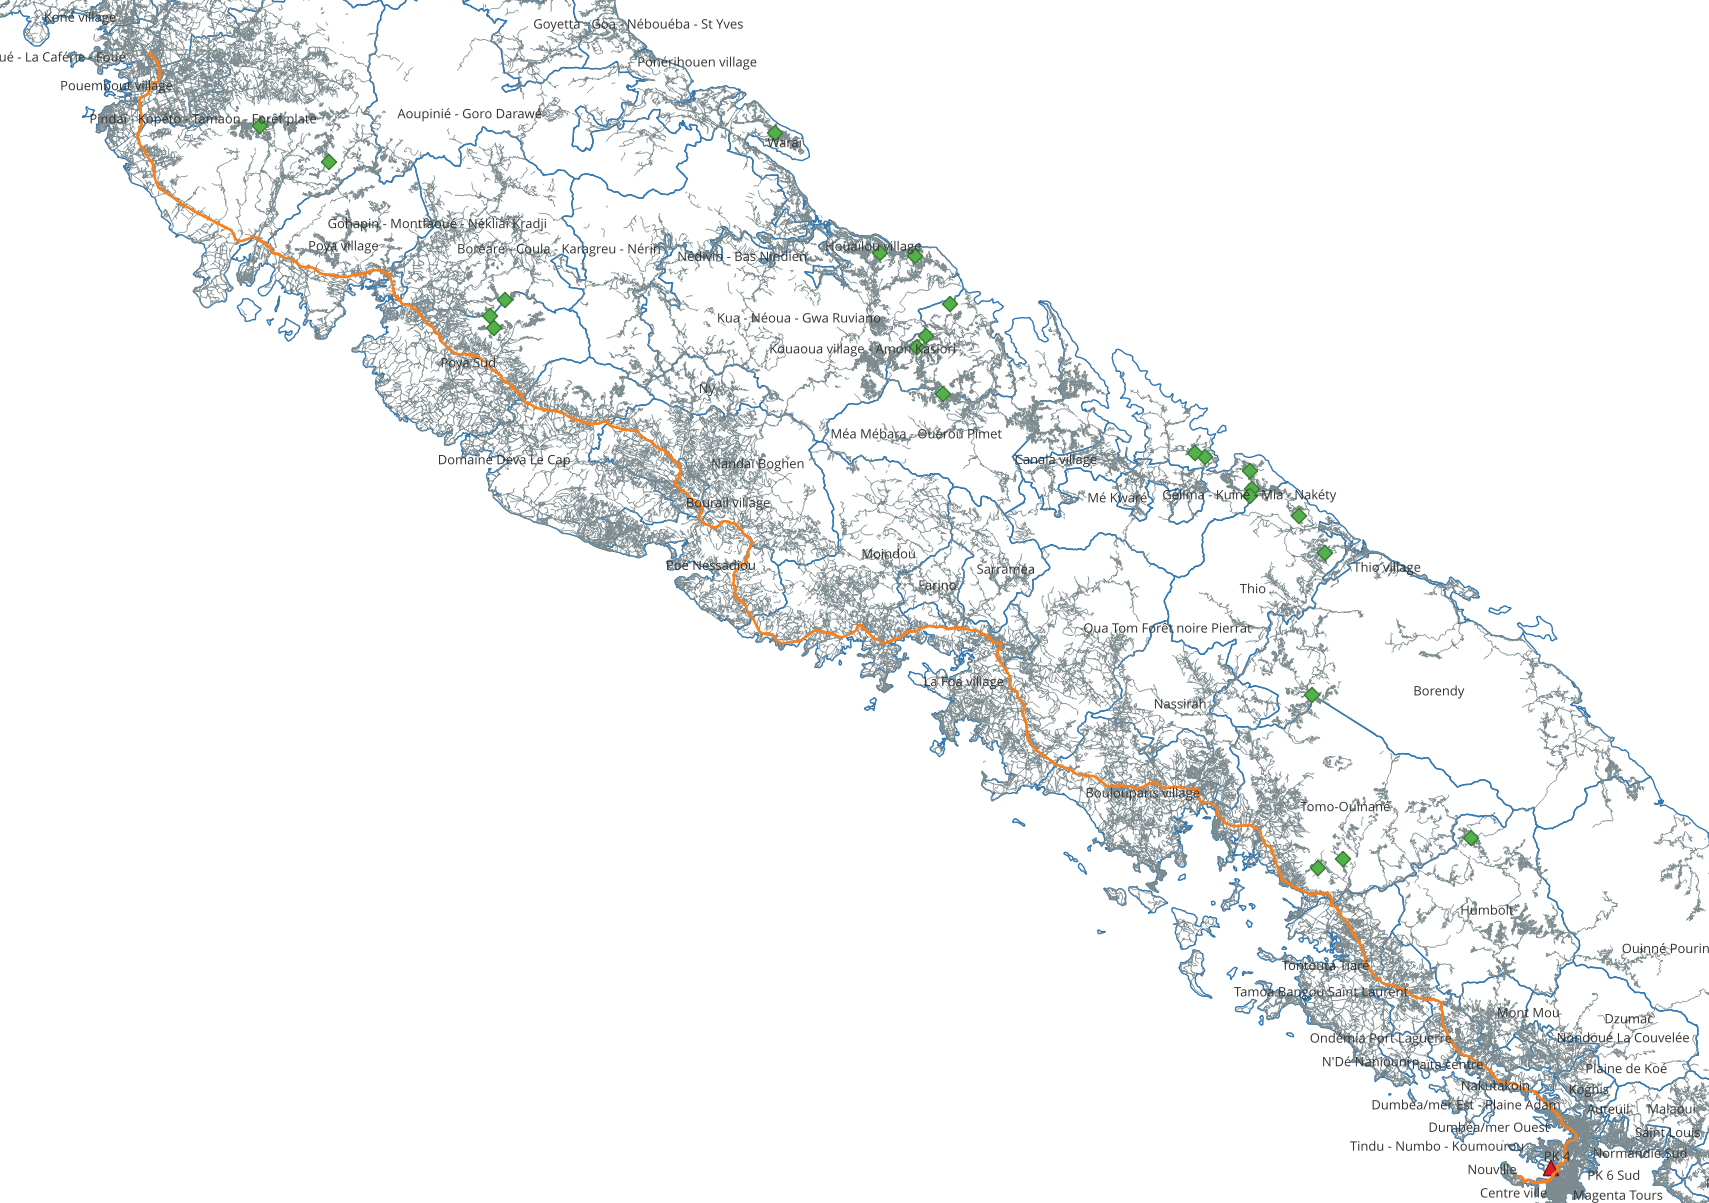 Koné village
Goyetta - Goa - Nébouéba - St Yves
ué - La Caférie - Foué
Ponérihouen village
Pouembout village
Aoupinié - Goro Darawé
Pindaï - Kopéto - Tamaon - Forêt plate
Waraï
Gohapin - Montfaoué - Nékliaï Kradji
Poya village
Boréaré - Coula - Karagreu - Nérin
Houaïlou village
Nédivin - Bas Nindien
Kua - Néoua - Gwa Ruviano
Kouaoua village - Amon Kasiori
Poya Sud
Ny
Méa Mébara - Ouérou Pimet
Domaine Deva Le Cap
Nandaï Boghen
Canala village
Mé Kwaré
Gélima - Kuiné - Mia - Nakéty
Bourail village
Moindou
Poé Nessadiou
Sarraméa
Thio village
Farino
Thio
Oua Tom Forêt noire Pierrat
La Foa village
Borendy
Nassirah
Boulouparis village
Tomo-Ouinané
Humbolt
Ouinné Pourin
Tontouta Tiaré
Tamoa Bangou Saint Laurent
Mont Mou
Dzumac
Ondémia Port Laguerre
Nondoué La Couvelée
N'Dé Naniouni
Païta centre
Plaine de Koé
Nakutakoin
Koghis
Dumbéa/mer Est - Plaine Adam
Auteuil
Malaoui
Dumbéa/mer Ouest
Saint Louis
Tindu - Numbo - Koumourou
PK 4
Normandie Sud
Nouville
PK 6 Sud
Centre ville
Magenta Tours